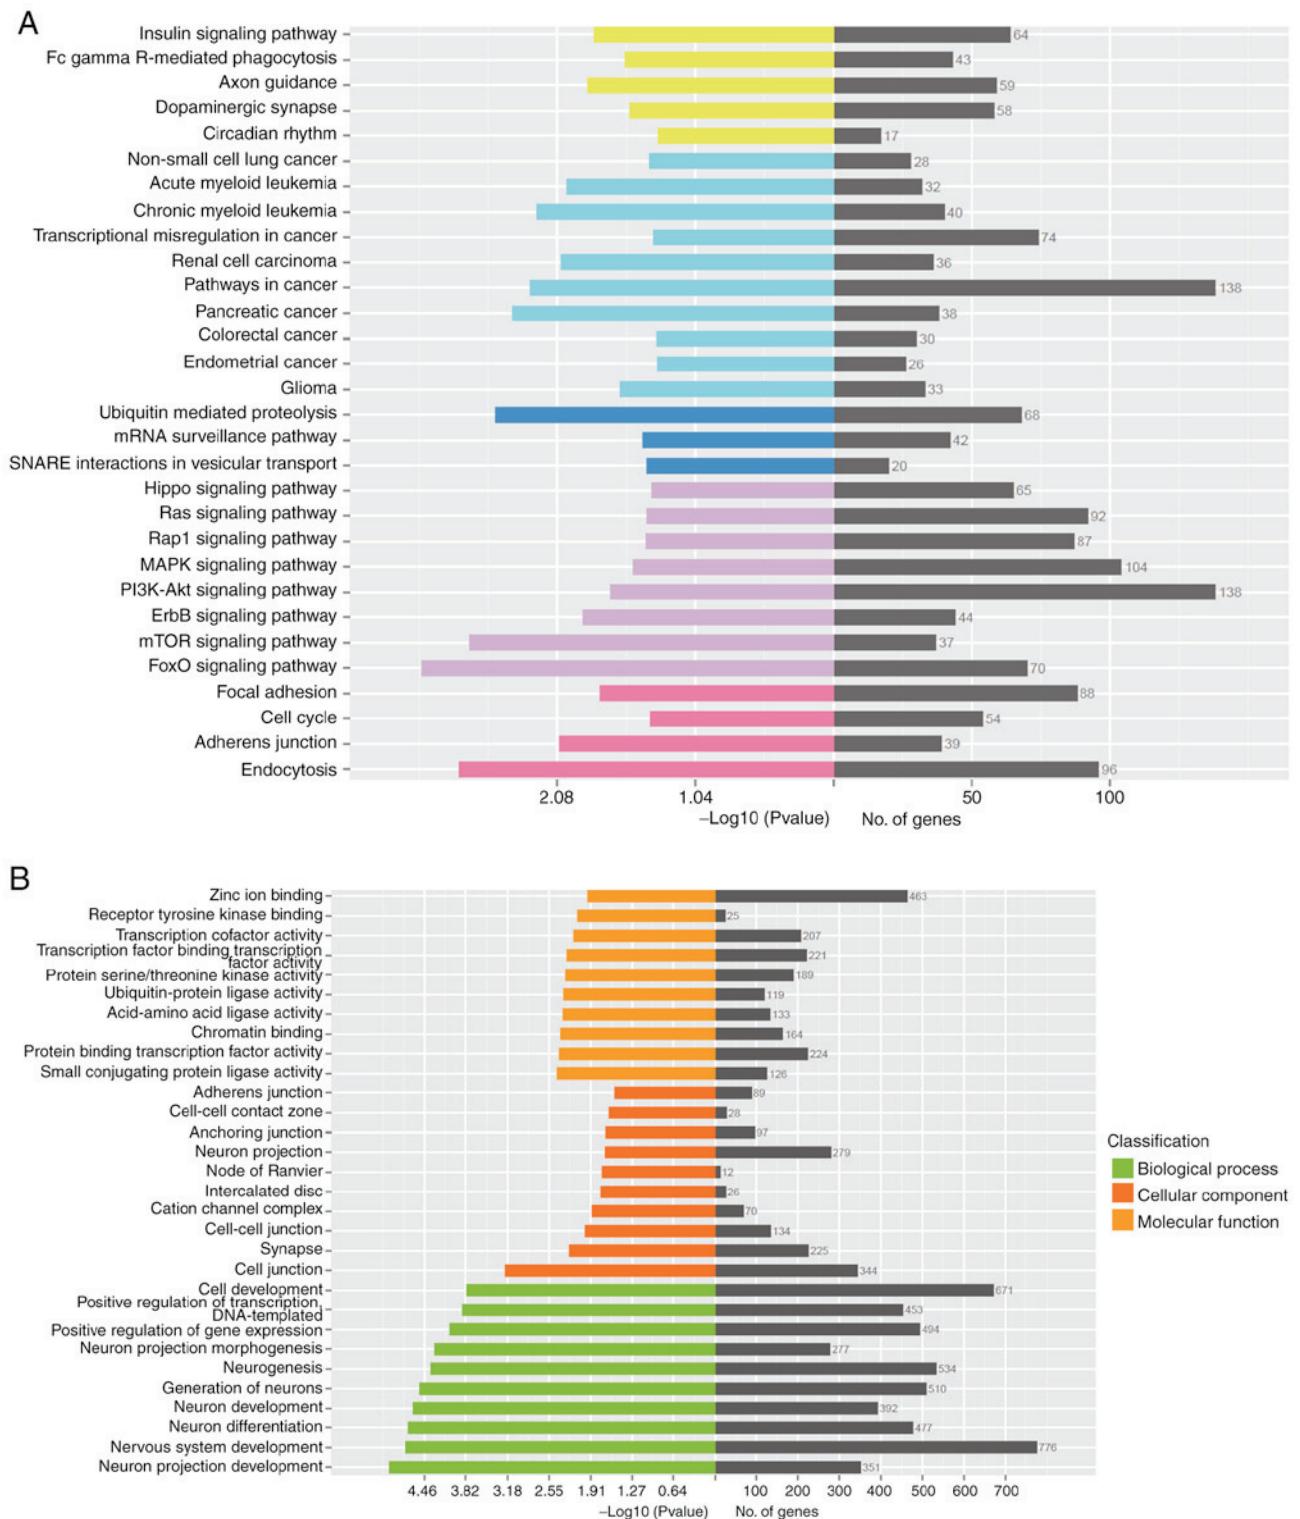 A
Insulin signaling pathway 64
Fc gamma R-mediated phagocytosis 43
Axon guidance 59
Dopaminergic synapse 58
Circadian rhythm 17
Non-small cell lung cancer 28
Acute myeloid leukemia 32
Chronic myeloid leukemia 40
Transcriptional misregulation in cancer 74
Renal cell carcinoma 36
Pathways in cancer 138
Pancreatic cancer 38
Colorectal cancer 30
Endometrial cancer 26
Glioma 33
Ubiquitin mediated proteolysis 68
mRNA surveillance pathway 42
SNARE interactions in vesicular transport 20
Hippo signaling pathway 65
Ras signaling pathway 92
Rap1 signaling pathway 87
MAPK signaling pathway 104
PI3K-Akt signaling pathway 138
ErbB signaling pathway 44
mTOR signaling pathway 37
FoxO signaling pathway 70
Focal adhesion 88
Cell cycle 54
Adherens junction 39
Endocytosis 96
2.08 1.04 50 100
–Log10 (Pvalue) No. of genes
B
Zinc ion binding 463
Receptor tyrosine kinase binding 25
Transcription cofactor activity 207
Transcription factor binding transcription
factor activity 221
Protein serine/threonine kinase activity 189
Ubiquitin-protein ligase activity 119
Acid-amino acid ligase activity 133
Chromatin binding 164
Protein binding transcription factor activity 224
Small conjugating protein ligase activity 126
Adherens junction 89
Cell-cell contact zone 28
Anchoring junction 97
Neuron projection 279
Node of Ranvier 12
Intercalated disc 26
Cation channel complex 70
Cell-cell junction 134
Synapse 225
Cell junction 344
Cell development 671
Positive regulation of transcription,
DNA-templated 453
Positive regulation of gene expression 494
Neuron projection morphogenesis 277
Neurogenesis 534
Generation of neurons 510
Neuron development 392
Neuron differentiation 477
Nervous system development 776
Neuron projection development 351
4.46 3.82 3.18 2.55 1.91 1.27 0.64 100 200 300 400 500 600 700
–Log10 (Pvalue) No. of genes
Classification
Biological process
Cellular component
Molecular function